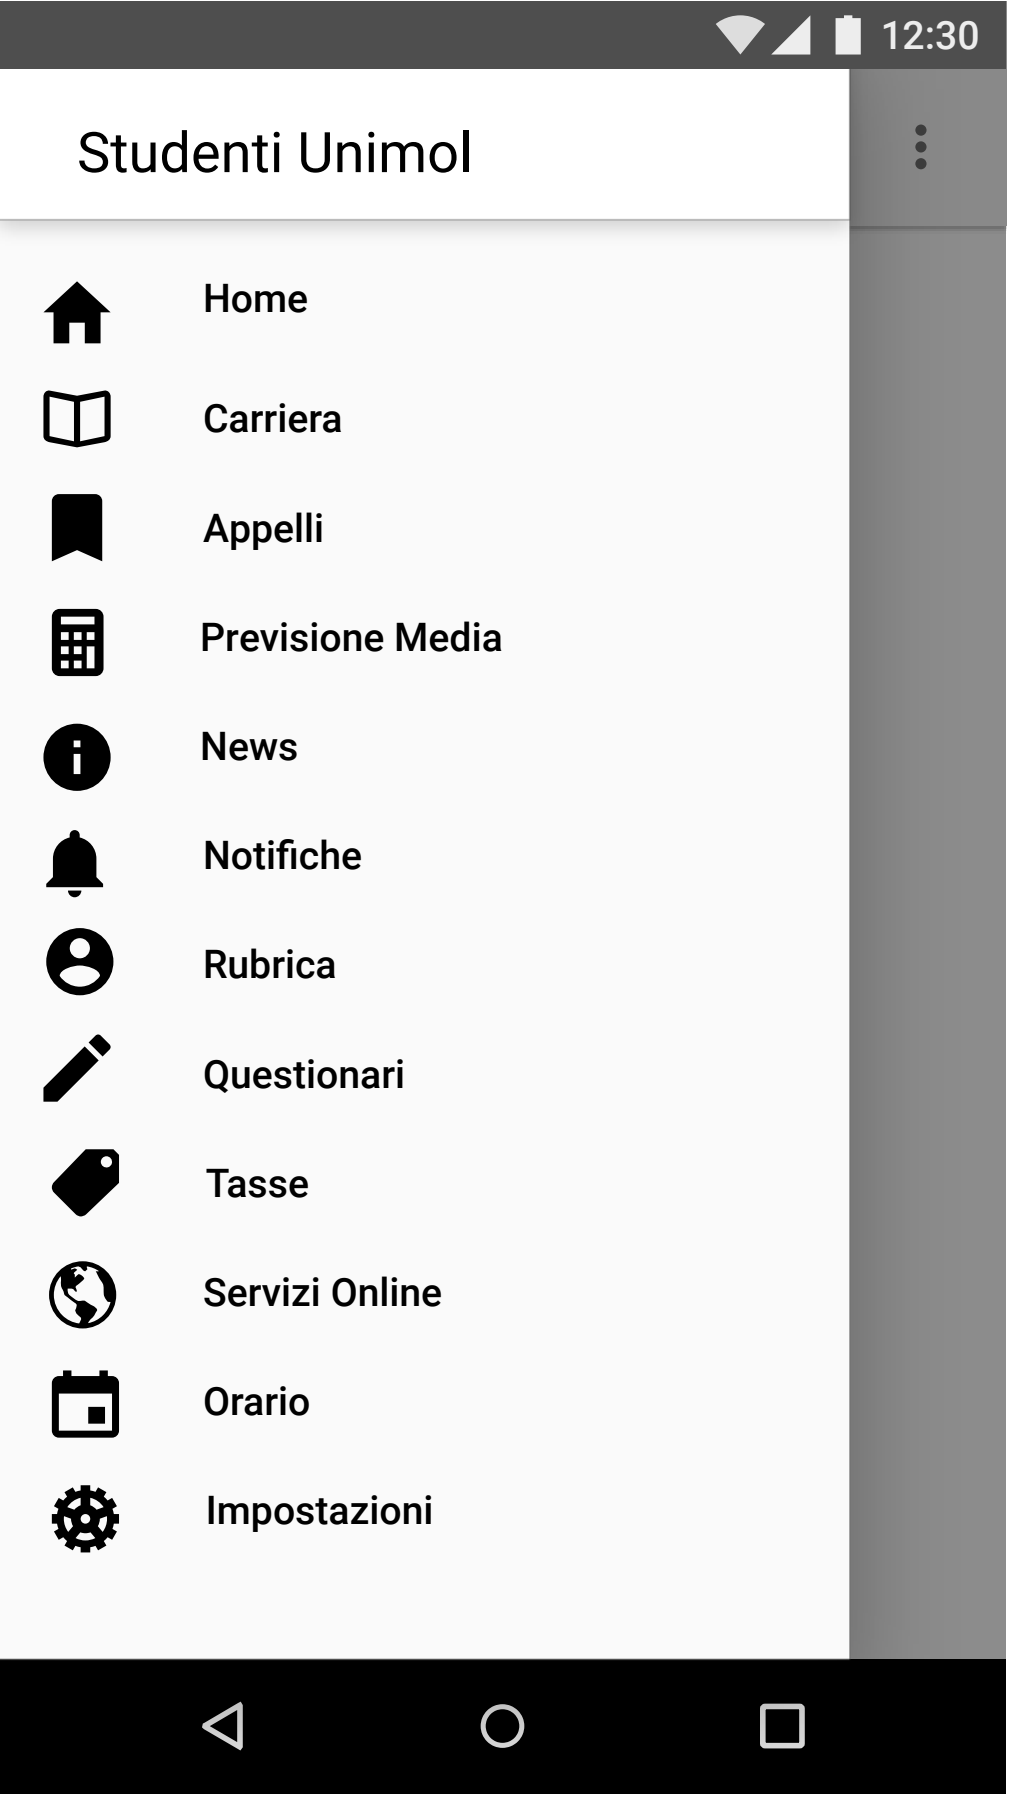 12:30
Studenti Unimol
Home
Carriera
Appelli
Previsione Media
News
Notifiche
Rubrica
Questionari
Tasse
Servizi Online
Orario
Impostazioni